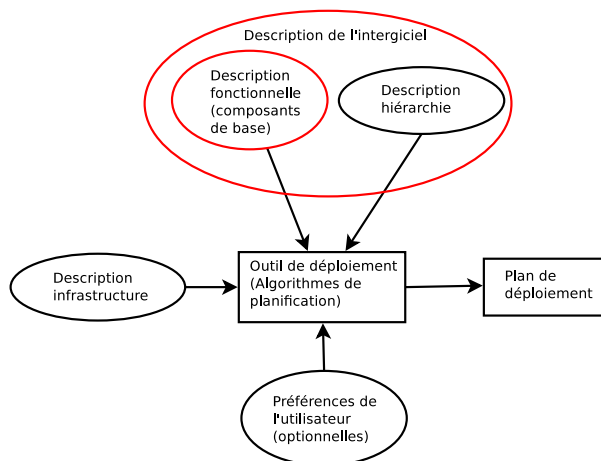 Description de l'intergiciel
Description
fonctionnelle
(composants
de base)
Description
hiérarchie
Description
infrastructure
Outil de déploiement
(Algorithmes de
planification)
Plan de
déploiement
Préférences de
l'utilisateur
(optionnelles)